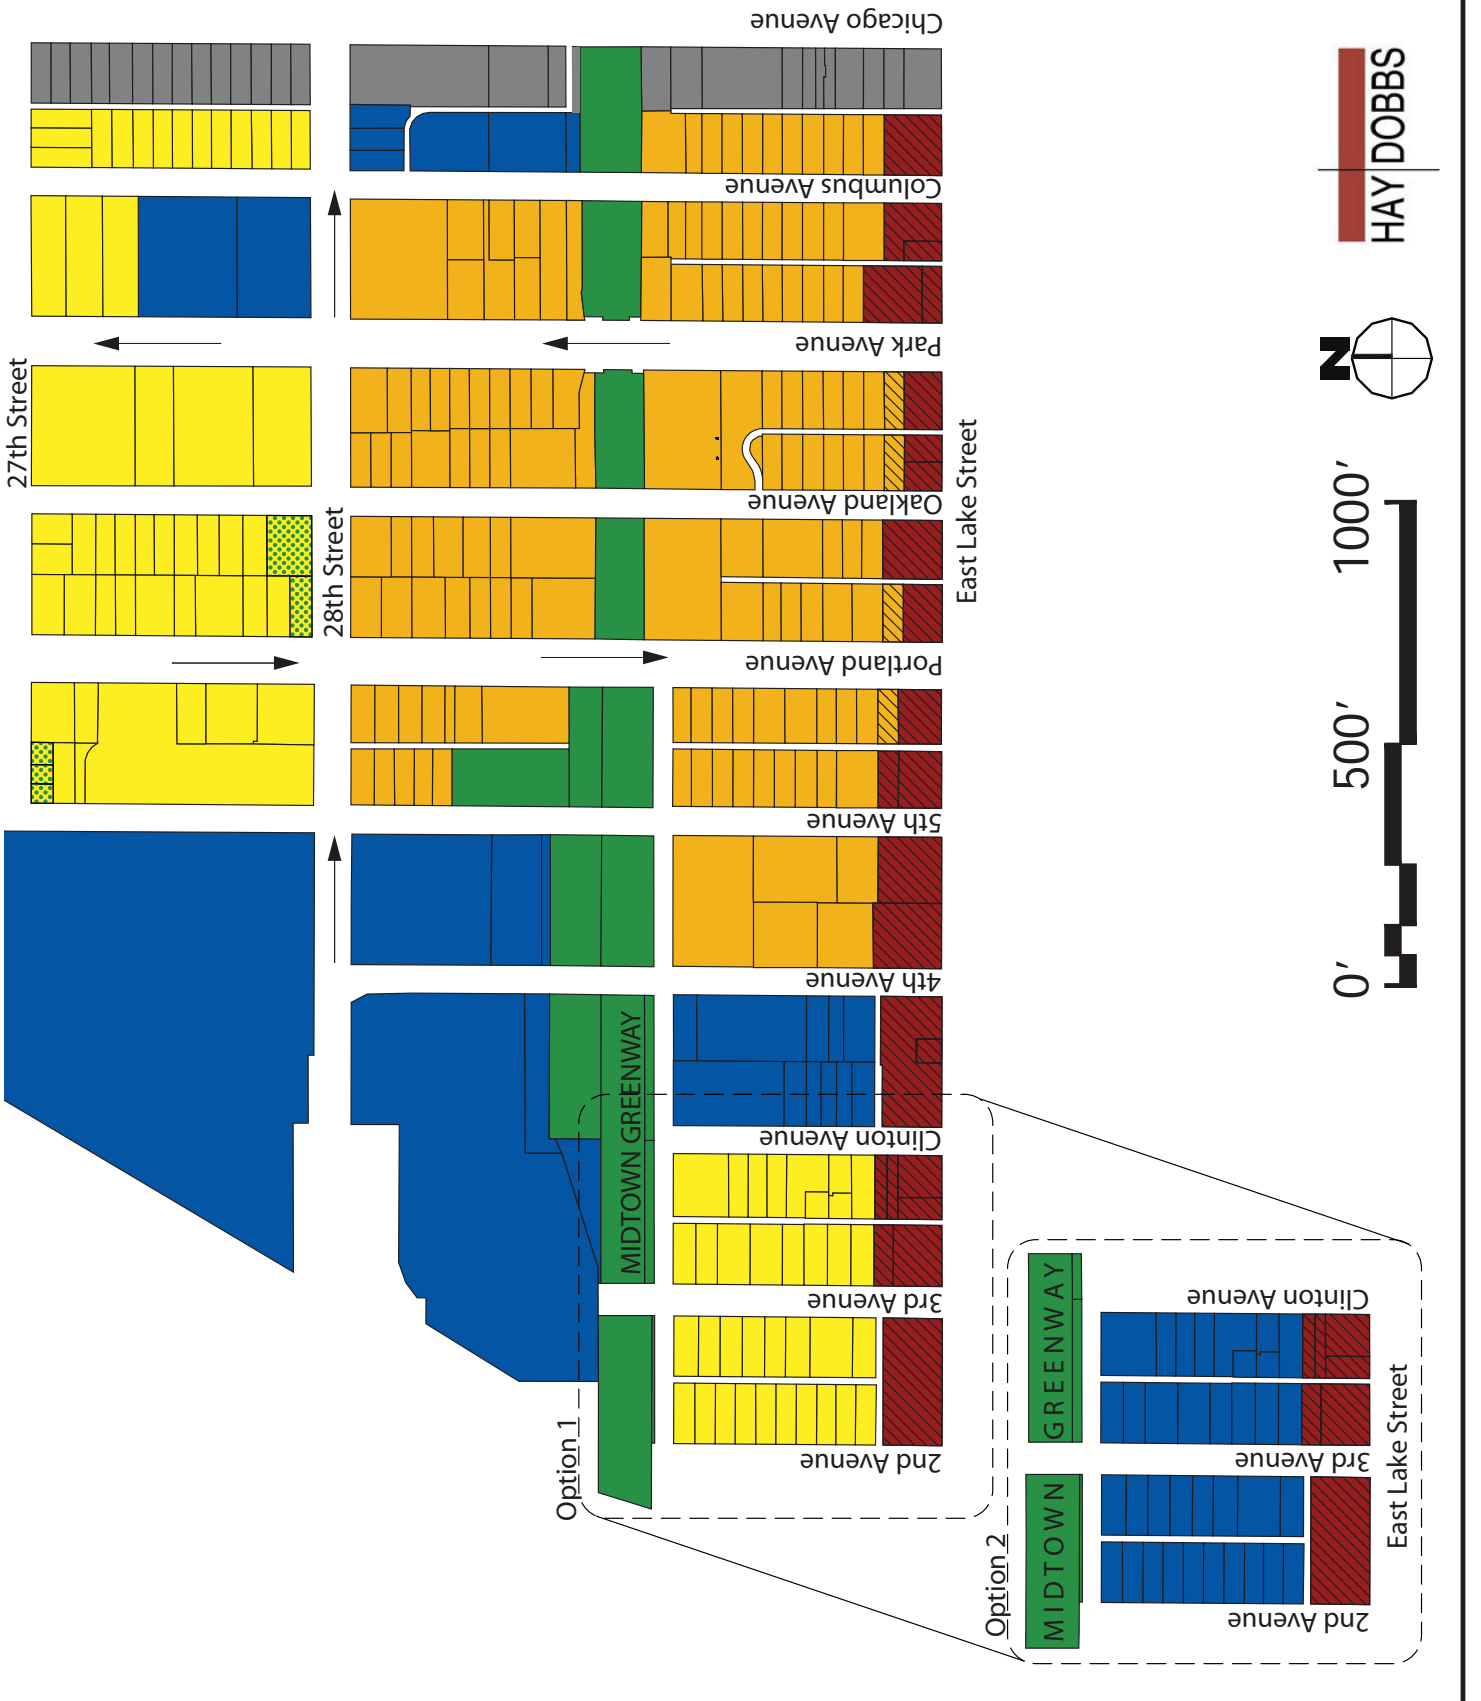 Chicago Avenue
Columbus Avenue
Park Avenue
27th Street
Oakland Avenue
28th Street
East Lake Street
Portland Avenue
5th Avenue
4th Avenue
MIDTOWN GREENWAY
Clinton Avenue
3rd Avenue
2nd Avenue
Option 1
Option 2
MIDTOWN
GREENWAY
Clinton Avenue
3rd Avenue
2nd Avenue
East Lake Street
HAY DOBBS
N
0'
500'
1000'